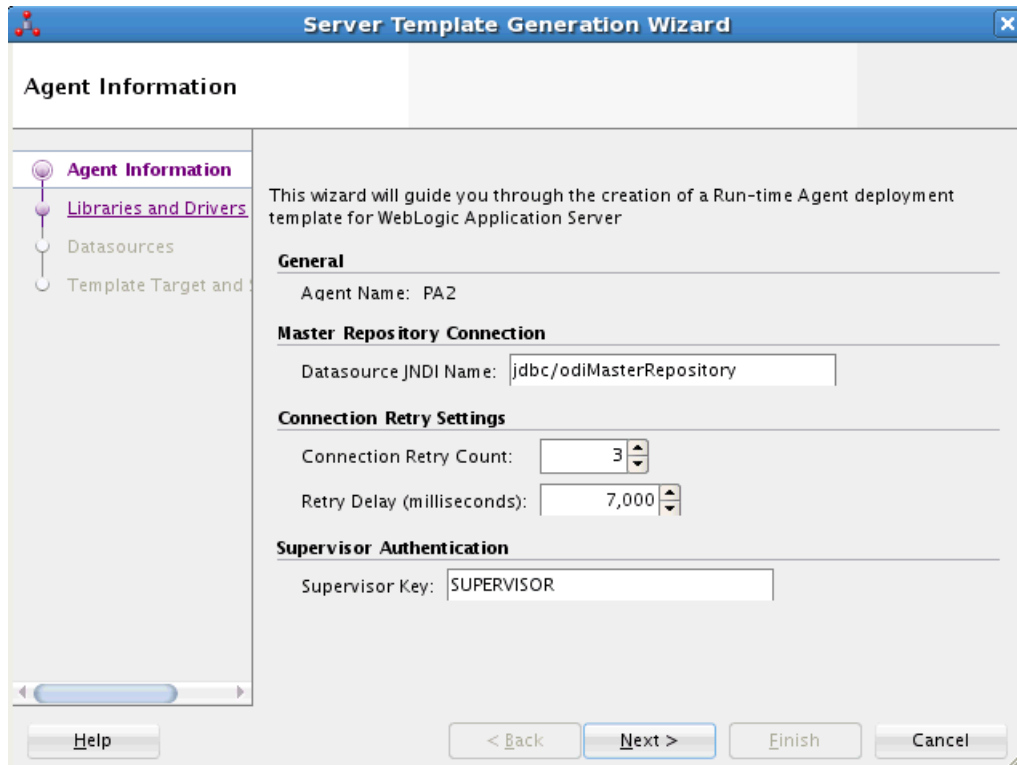 Server Template Generation Wizard
Agent Information
Agent Information
Libraries and Drivers
Datasources
Template Target and
This wizard will guide you through the creation of a Run-time Agent deployment
template for WebLogic Application Server
General
Agent Name: PA2
Master Repository Connection
Datasource JNDI Name: jdbc/odiMasterRepository
Connection Retry Settings
Connection Retry Count: 3
Retry Delay (milliseconds): 7,000
Supervisor Authentication
Supervisor Key: SUPERVISOR
Help
< Back
Next >
Finish
Cancel